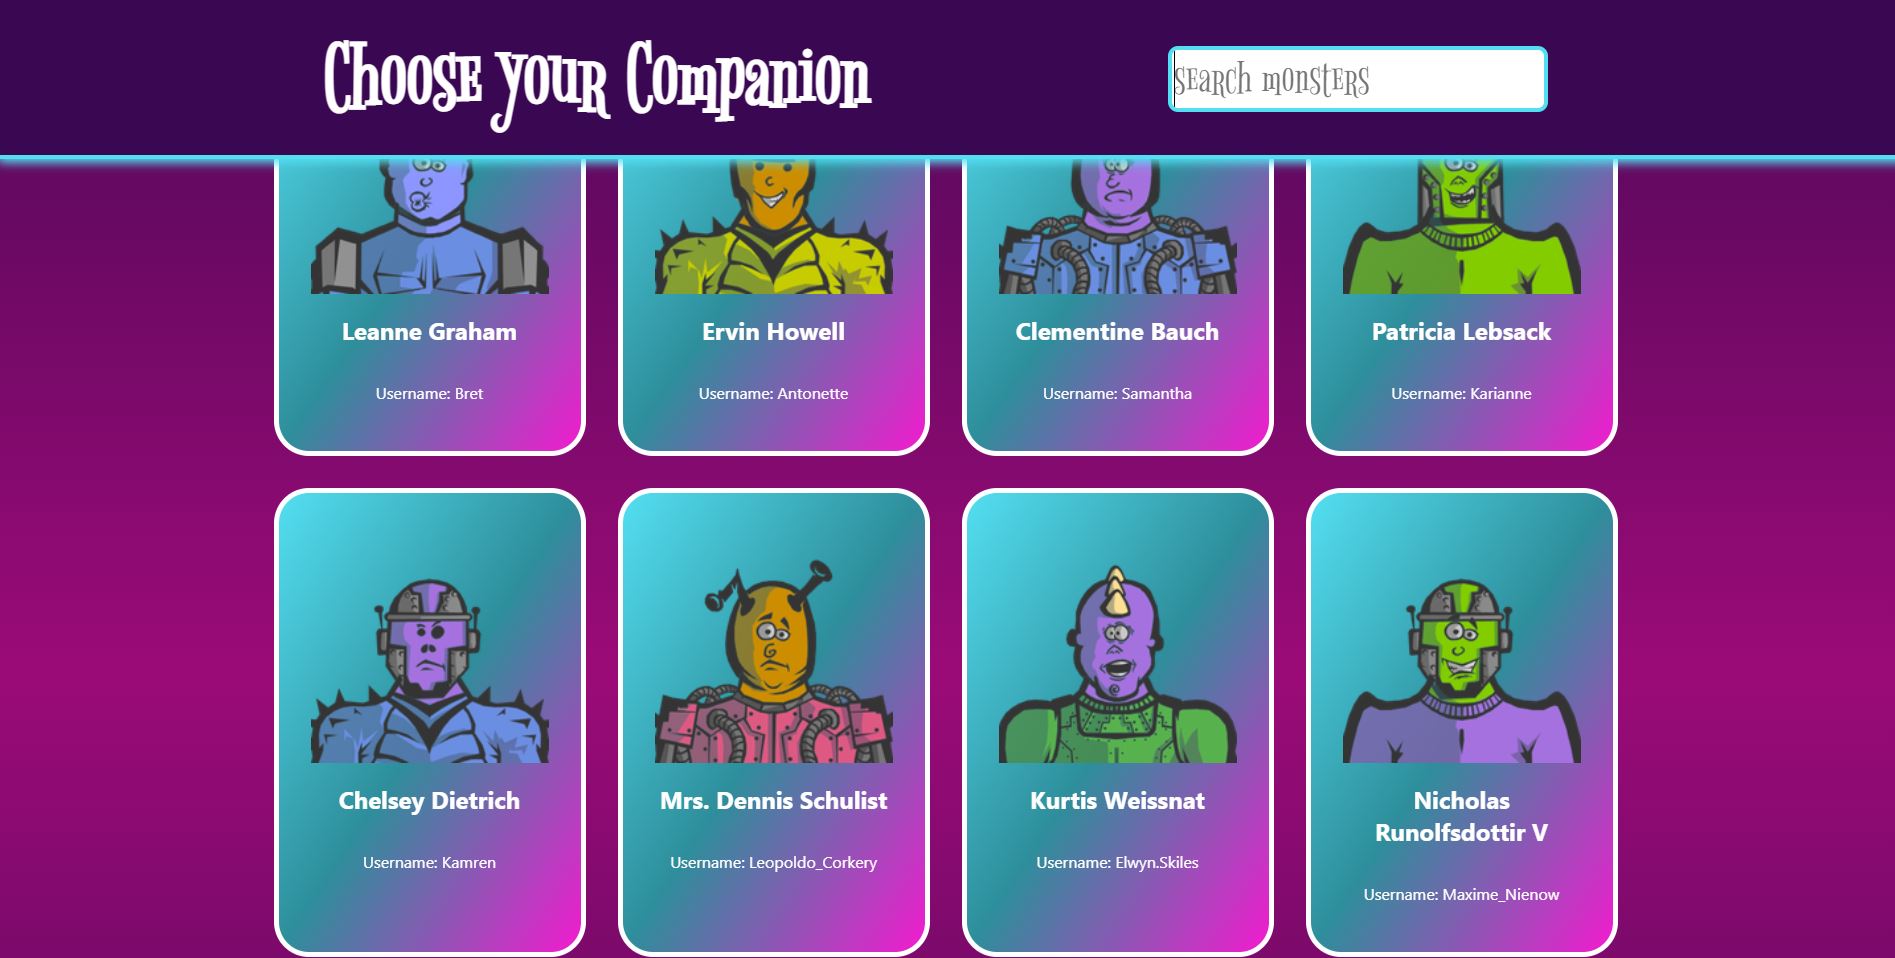 Choose your Companion
search monsters
Leanne Graham
Ervin Howell
Clementine Bauch
Patricia Lebsack
Username: Bret
Username: Antonette
Username: Samantha
Username: Karianne
Chelsey Dietrich
Mrs. Dennis Schulist
Kurtis Weissnat
Nicholas
Runolfsdottir V
Username: Kamren
Username: Leopoldo_Corkery
Username: Elwyn.Skiles
Username: Maxime_Nienow